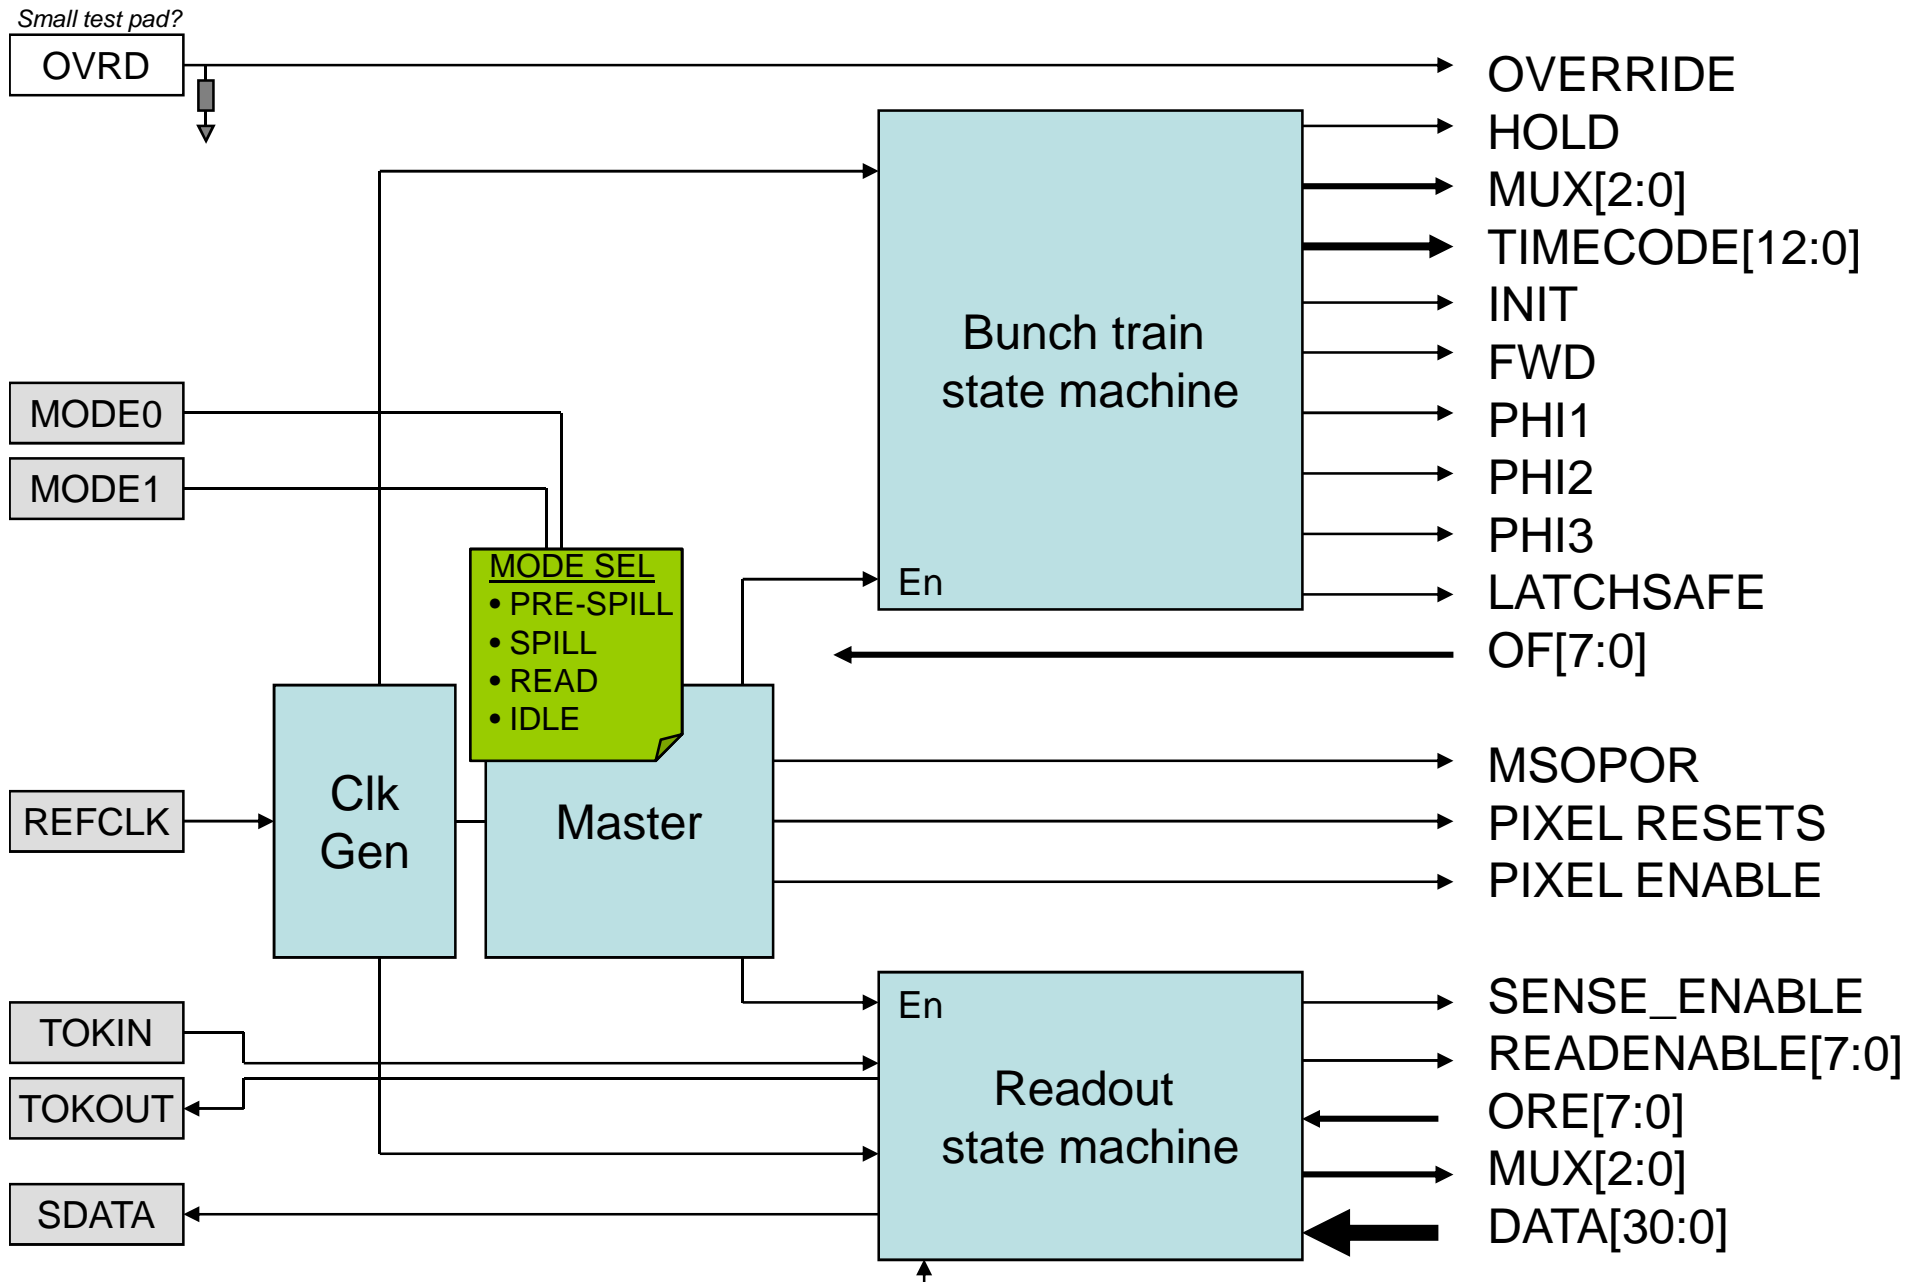 Small test pad?
OVRD
OVERRIDE
HOLD
MUX[2:0]
TIMECODE[12:0]
INIT
Bunch train
state machine
FWD
MODE0
PHI1
MODE1
PHI2
PHI3
MODE SEL
• PRE-SPILL
• SPILL
• READ
• IDLE
En
LATCHSAFE
OF[7:0]
MSOPOR
REFCLK
Clk
Gen
Master
PIXEL RESETS
PIXEL ENABLE
En
SENSE_ENABLE
TOKIN
READENABLE[7:0]
TOKOUT
Readout
state machine
ORE[7:0]
MUX[2:0]
SDATA
DATA[30:0]